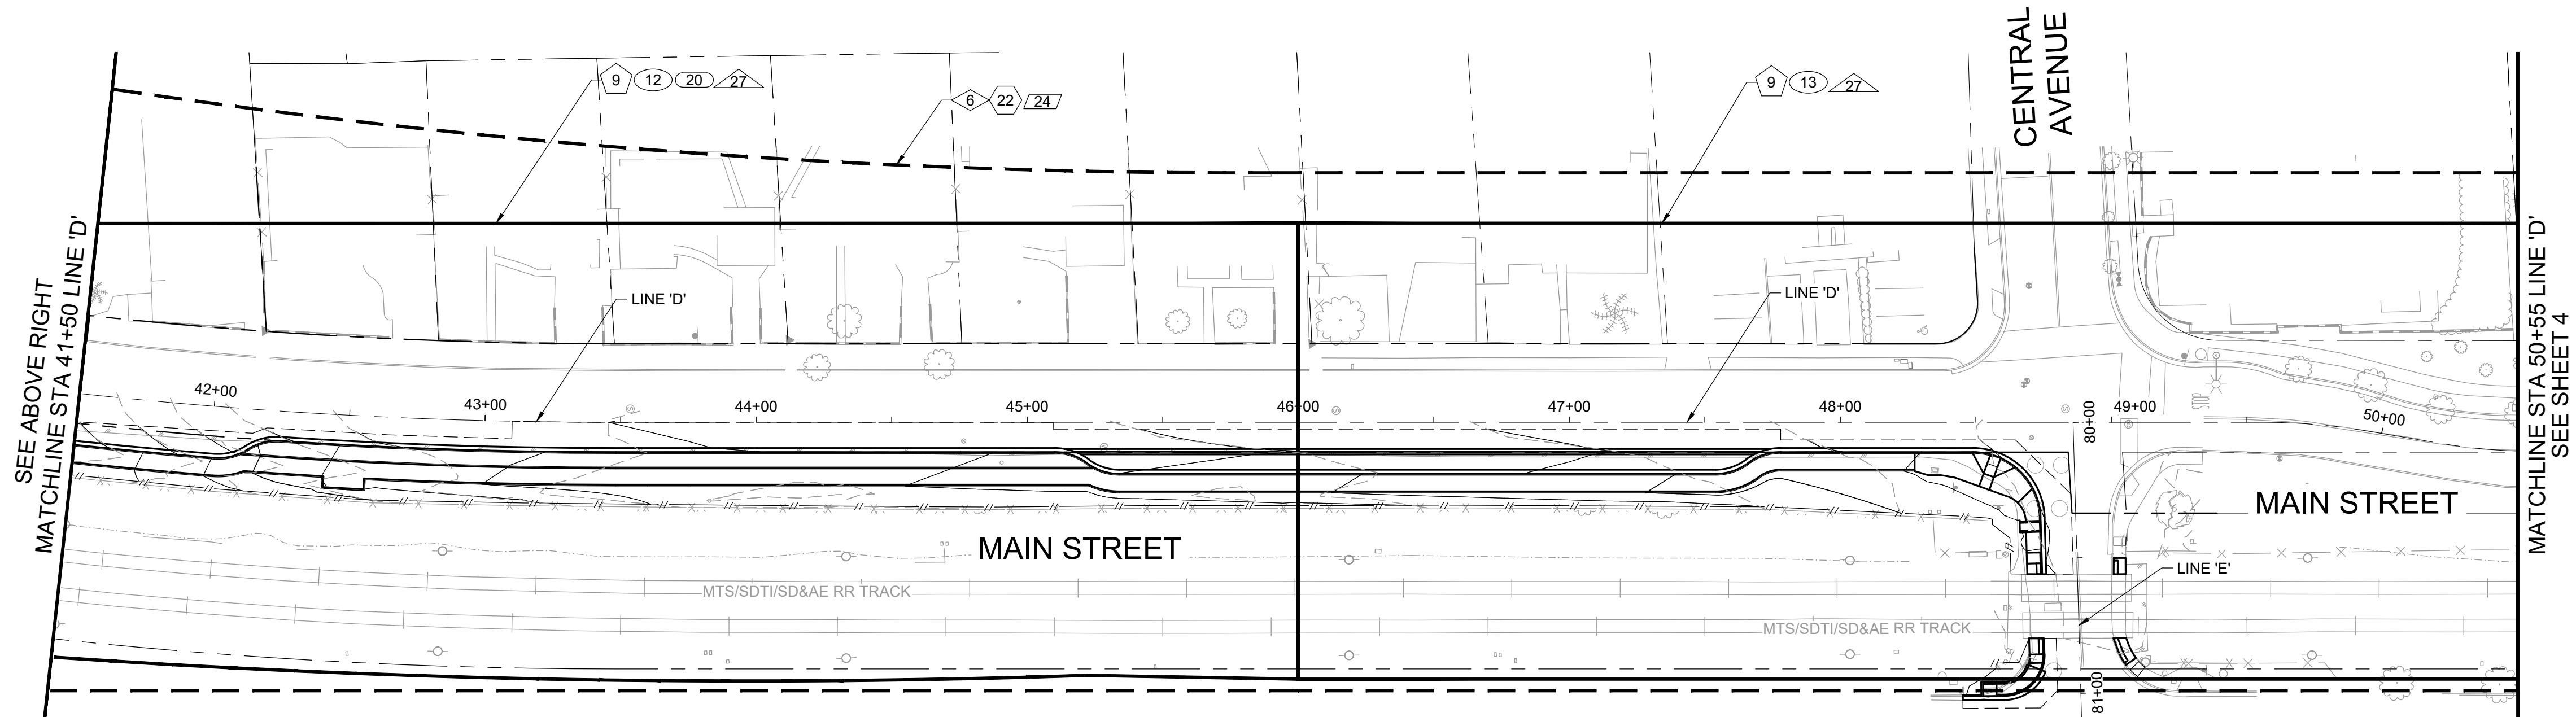 CENTRAL
AVENUE
9 12 20 27
6 22 24
9 13 27
SEE ABOVE RIGHT
MATCHLINE STA 41+50 LINE 'D'
LINE 'D'
LINE 'D'
MATCHLINE STA 50+55 LINE 'D'
SEE SHEET 4
42+00
43+00
44+00
45+00
46+00
47+00
48+00
80+00
49+00
50+00
MAIN STREET
MAIN STREET
LINE 'E'
MTS/SDTI/SD&AE RR TRACK
MTS/SDTI/SD&AE RR TRACK
81+00